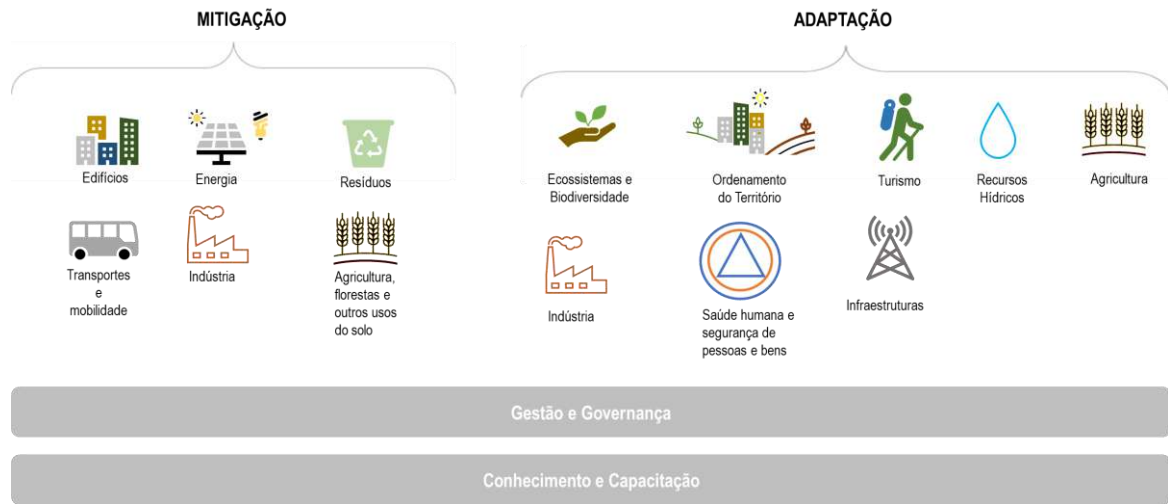 MITIGAÇÃO
ADAPTAÇÃO
Edifícios
Energia
Resíduos
Ecossistemas e
Biodiversidade
Ordenamento
do Território
Turismo
Recursos
Hídricos
Agricultura
Transportes
e
mobilidade
Indústria
Agricultura,
florestas e
outros usos
do solo
Indústria
Saúde humana e
segurança de
pessoas e bens
Infraestruturas
Gestão e Governança
Conhecimento e Capacitação